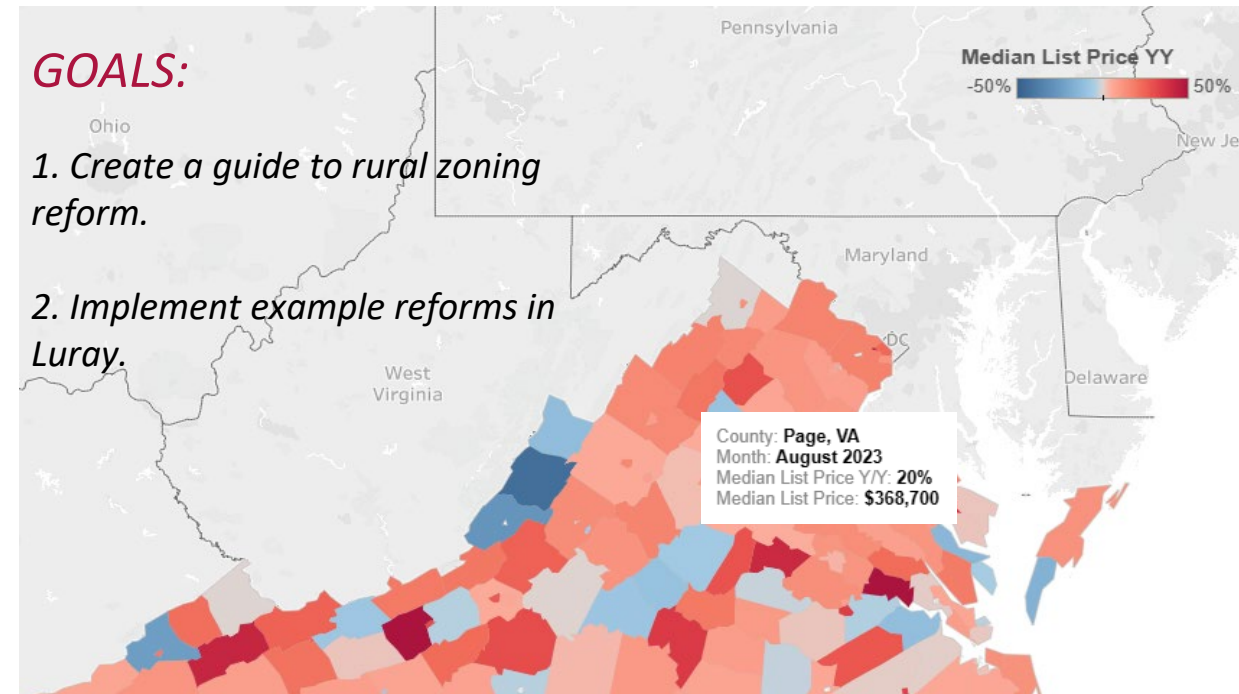 GOALS:
1. Create a guide to rural zoning
reform.
2. Implement example reforms in
Luray.
Pennsylvania
Median List Price YY
-50% 50%
Ohio
New Je
Maryland
DC
West
Virginia
Delaware
County: Page, VA
Month: August 2023
Median List Price Y/Y: 20%
Median List Price: $368,700